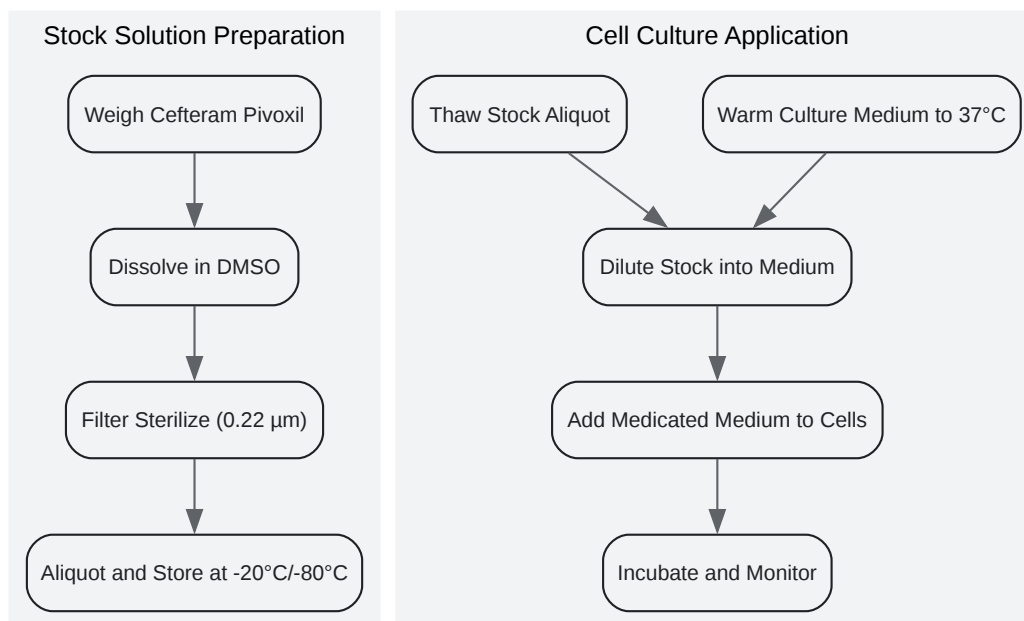 Stock Solution Preparation
Weigh Cefteram Pivoxil
Dissolve in DMSO
Filter Sterilize (0.22 µm)
Aliquot and Store at -20°C/-80°C
Cell Culture Application
Thaw Stock Aliquot
Warm Culture Medium to 37°C
Dilute Stock into Medium
Add Medicated Medium to Cells
Incubate and Monitor